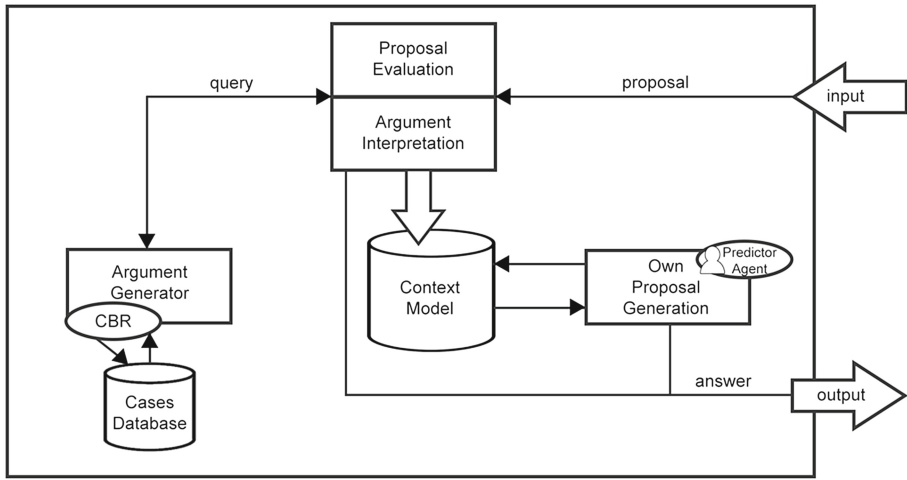 Proposal
Evaluation
query
proposal
input
Argument
Interpretation
Argument
Generator
CBR
Cases
Database
Context
Model
Predictor
Agent
Own
Proposal
Generation
answer
output